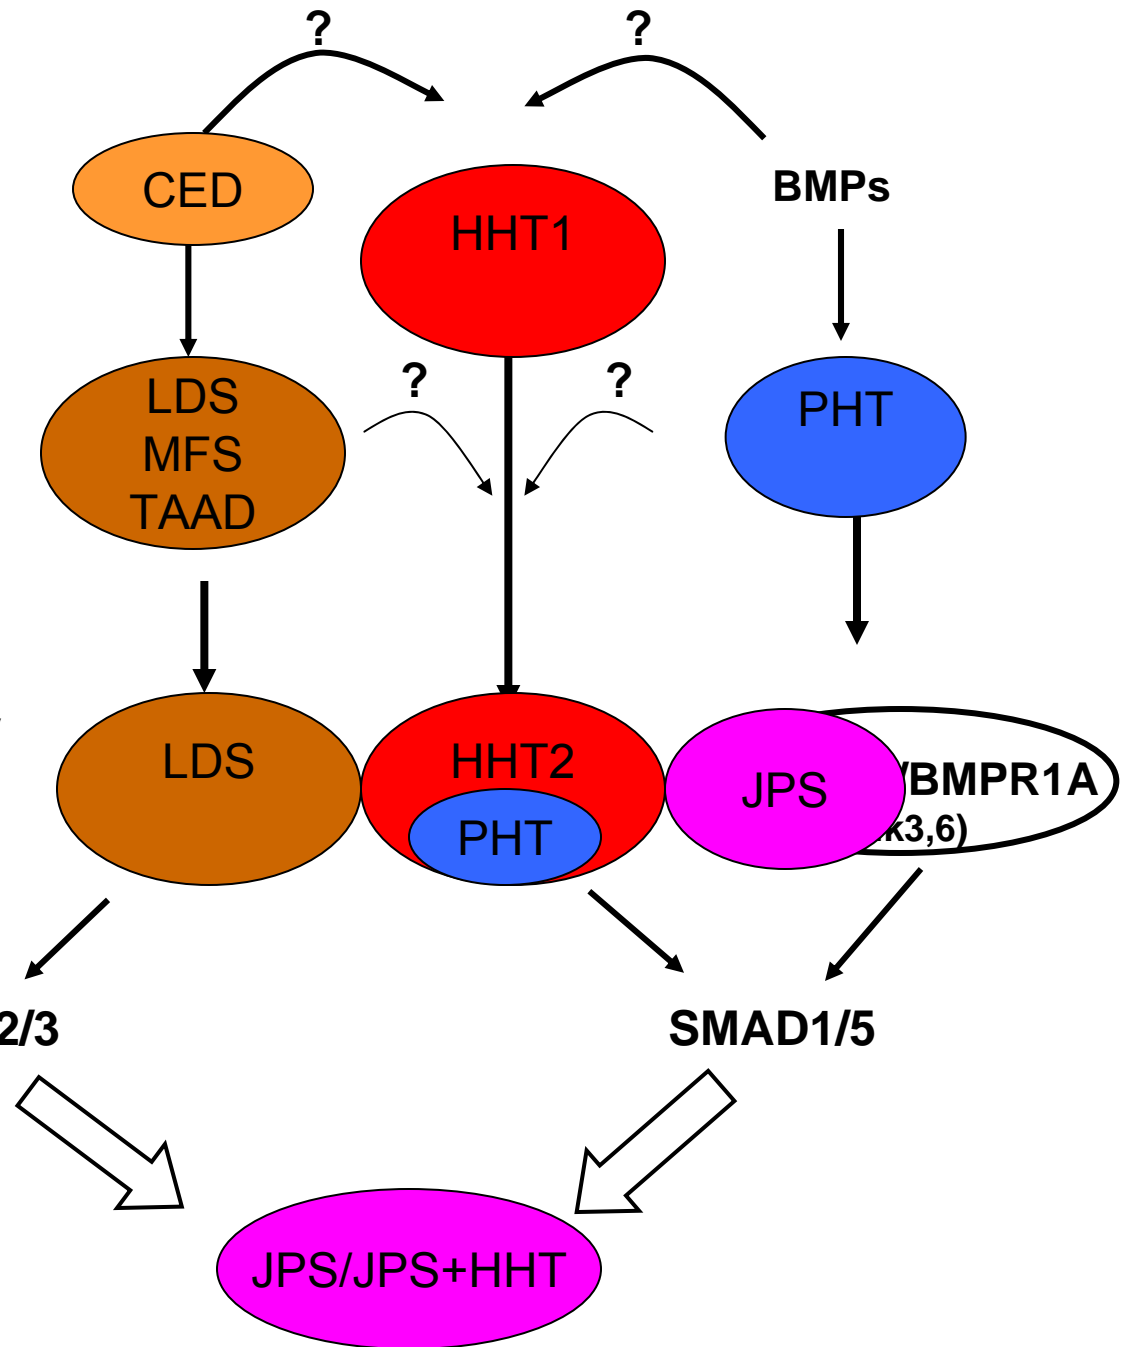 ? ?
CED
BMPs
HHT1
? ?
LDS
MFS
TAAD
PHT
LDS
HHT2
PHT
JPS
/BMPR1A
k3,6)
2/3
SMAD1/5
JPS/JPS+HHT